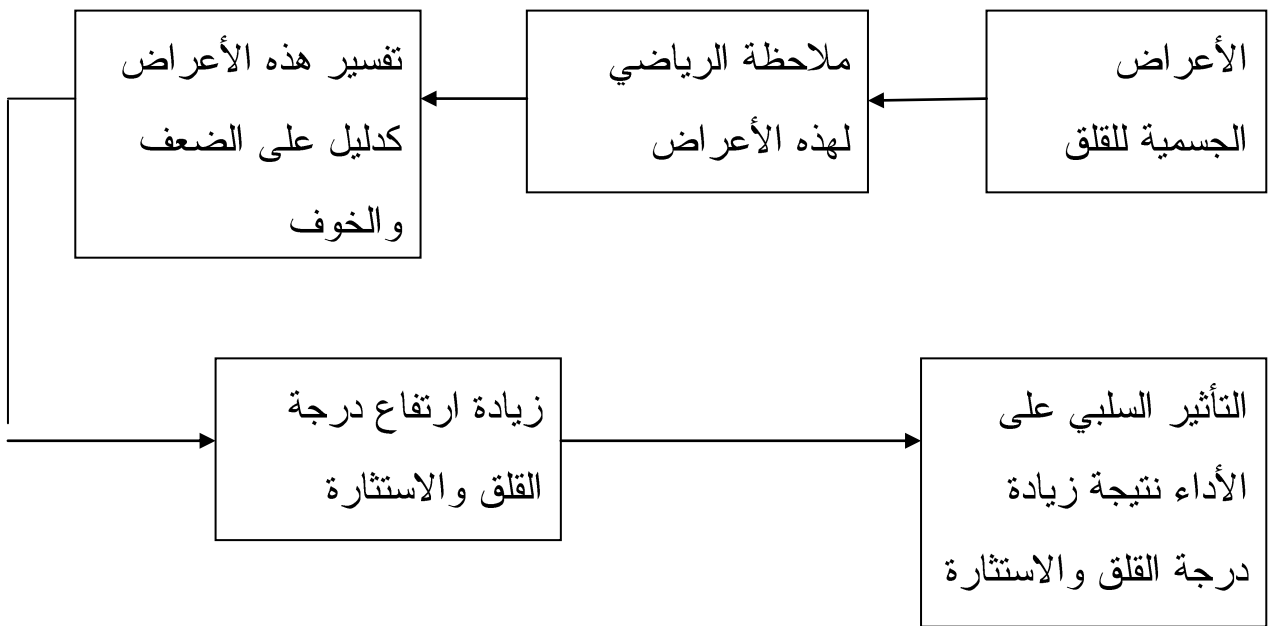 الأعراض
الجسمية للقلق
ملاحظة الرياضي
لهذه الأعراض
تفسير هذه الأعراض
كدليل على الضعف
والخوف
زيادة ارتفاع درجة
القلق والاستثارة
التأثير السلبي على
الأداء نتيجة زيادة
درجة القلق والاستثارة